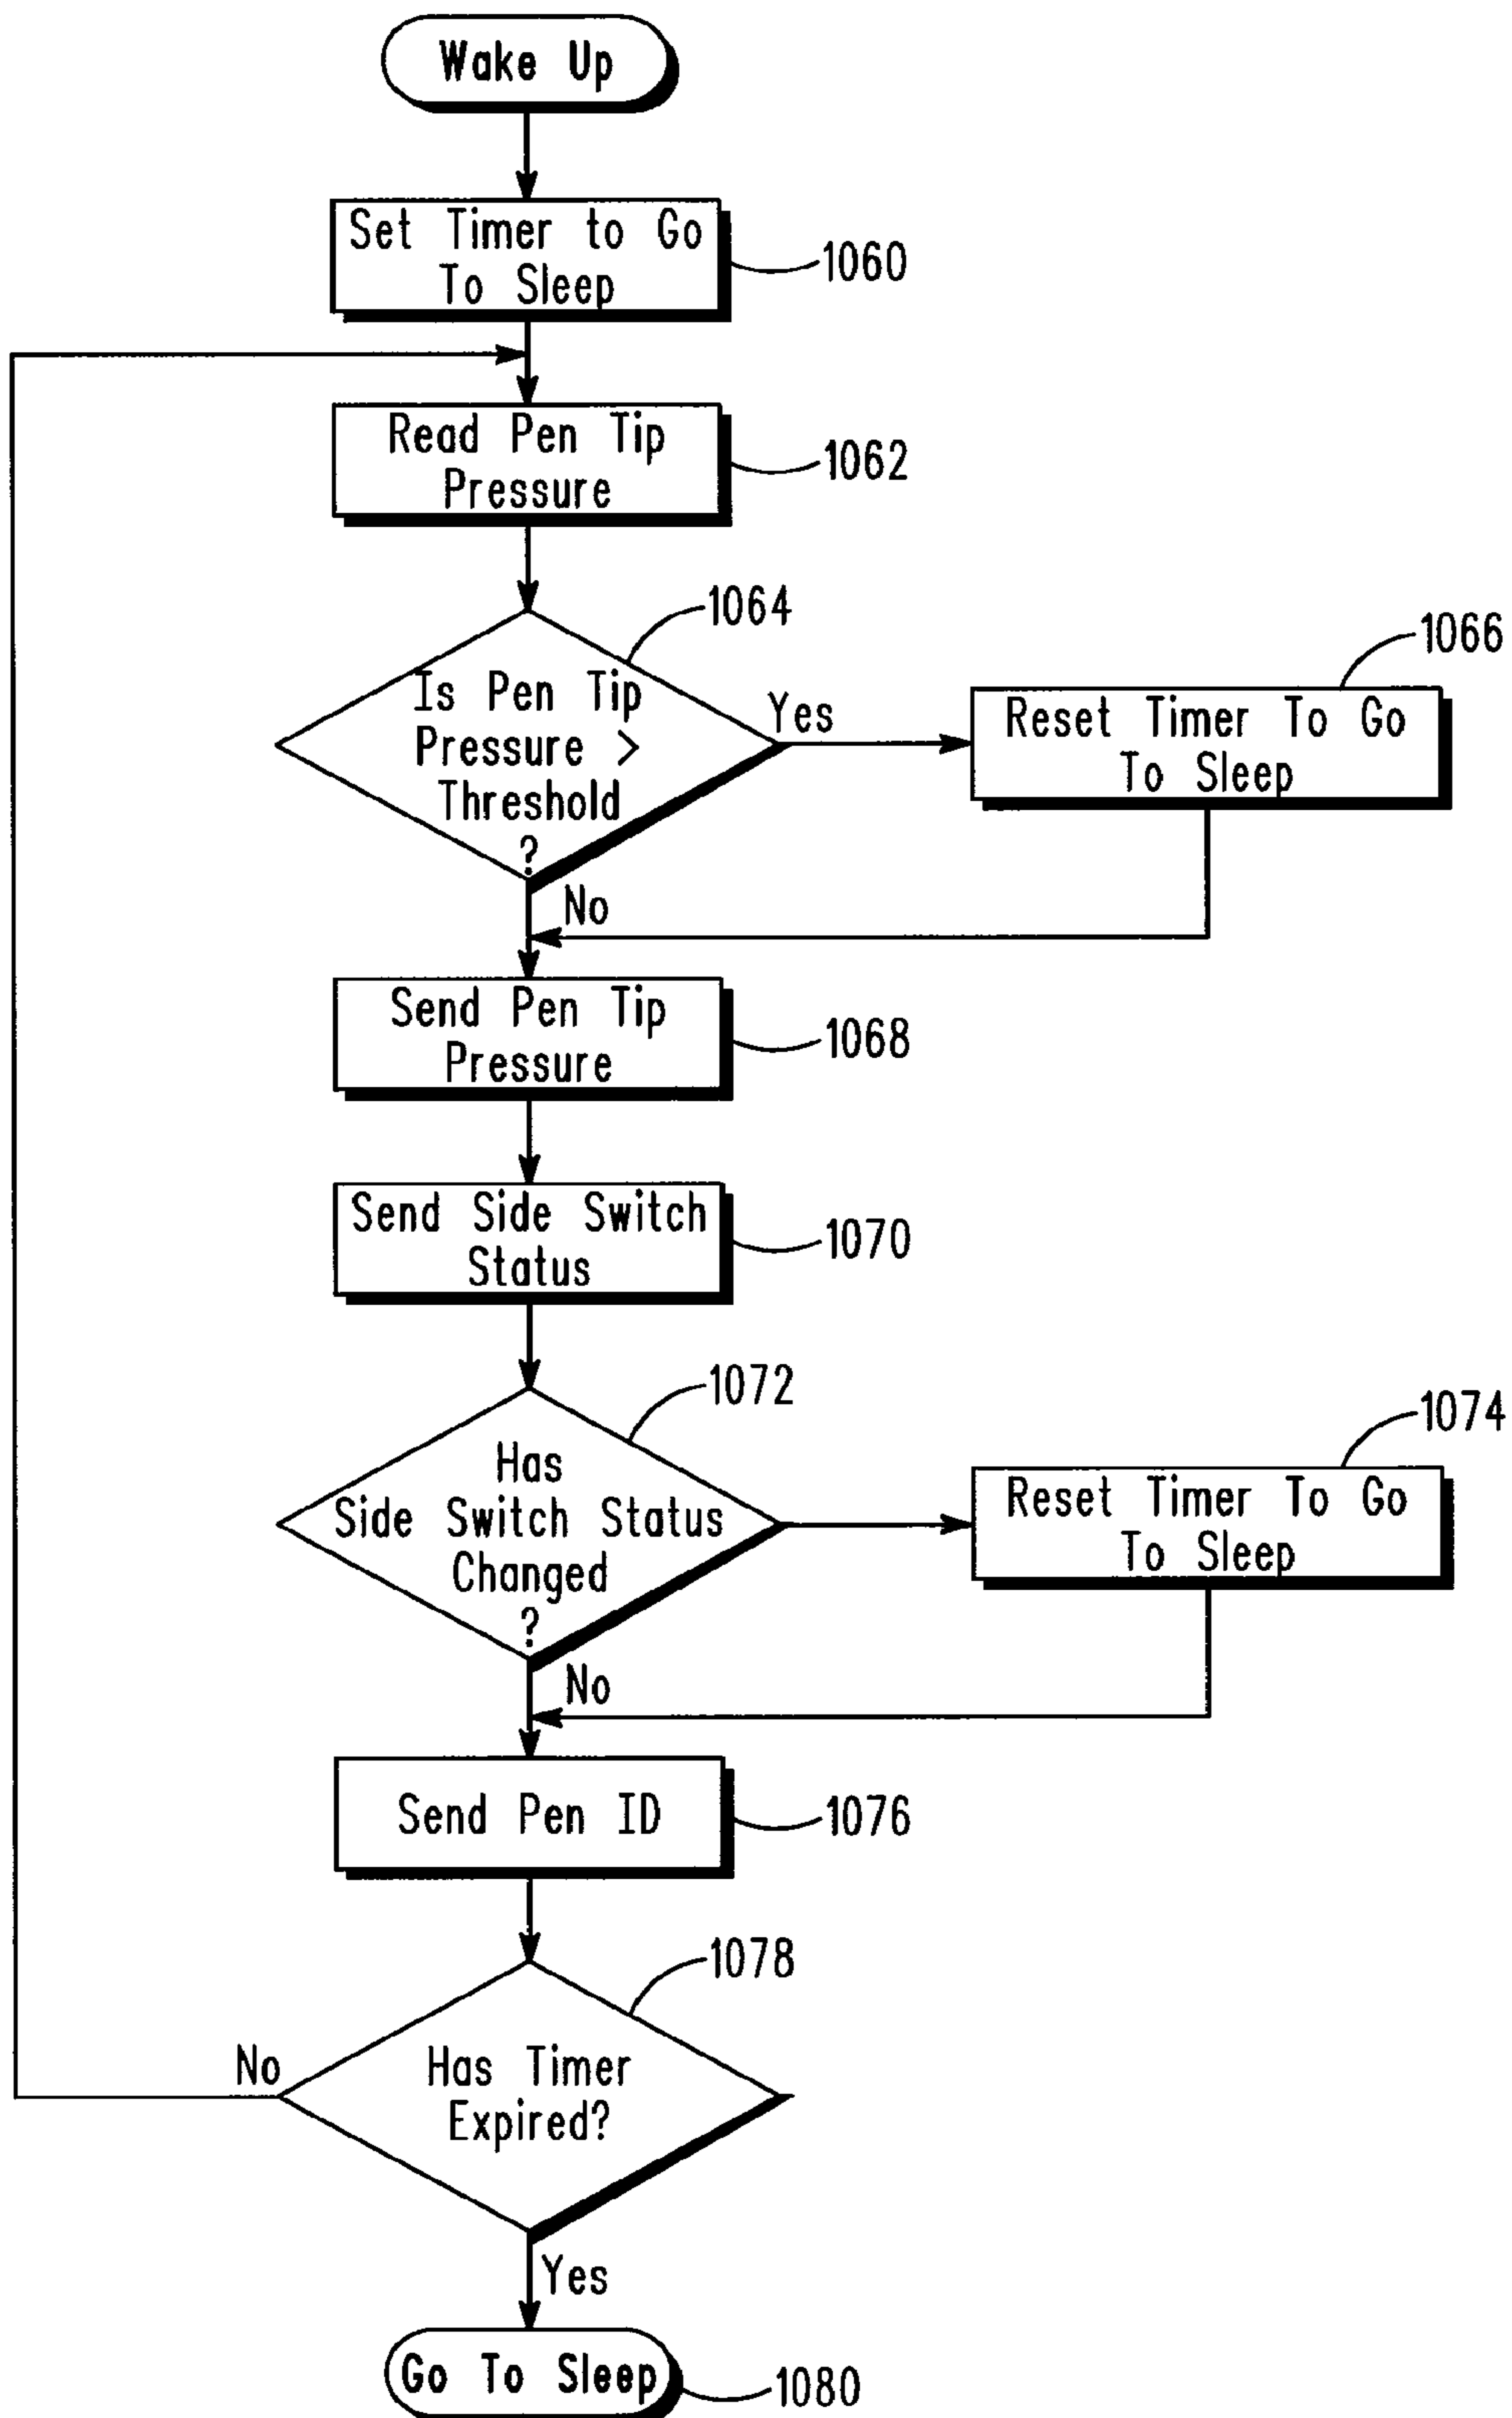 Wake Up
Set Timer to Go
To Sleep
1060
Read Pen Tip
Pressure
1062
1064
Is Pen Tip
Pressure >
Threshold
?
Yes
1066
Reset Timer To Go
To Sleep
No
Send Pen Tip
Pressure
1068
Send Side Switch
Status
1070
1072
Has
Side Switch Status
Changed
?
1074
Reset Timer To Go
To Sleep
No
Send Pen ID
1076
1078
No
Has Timer
Expired?
Yes
Go To Sleep
1080